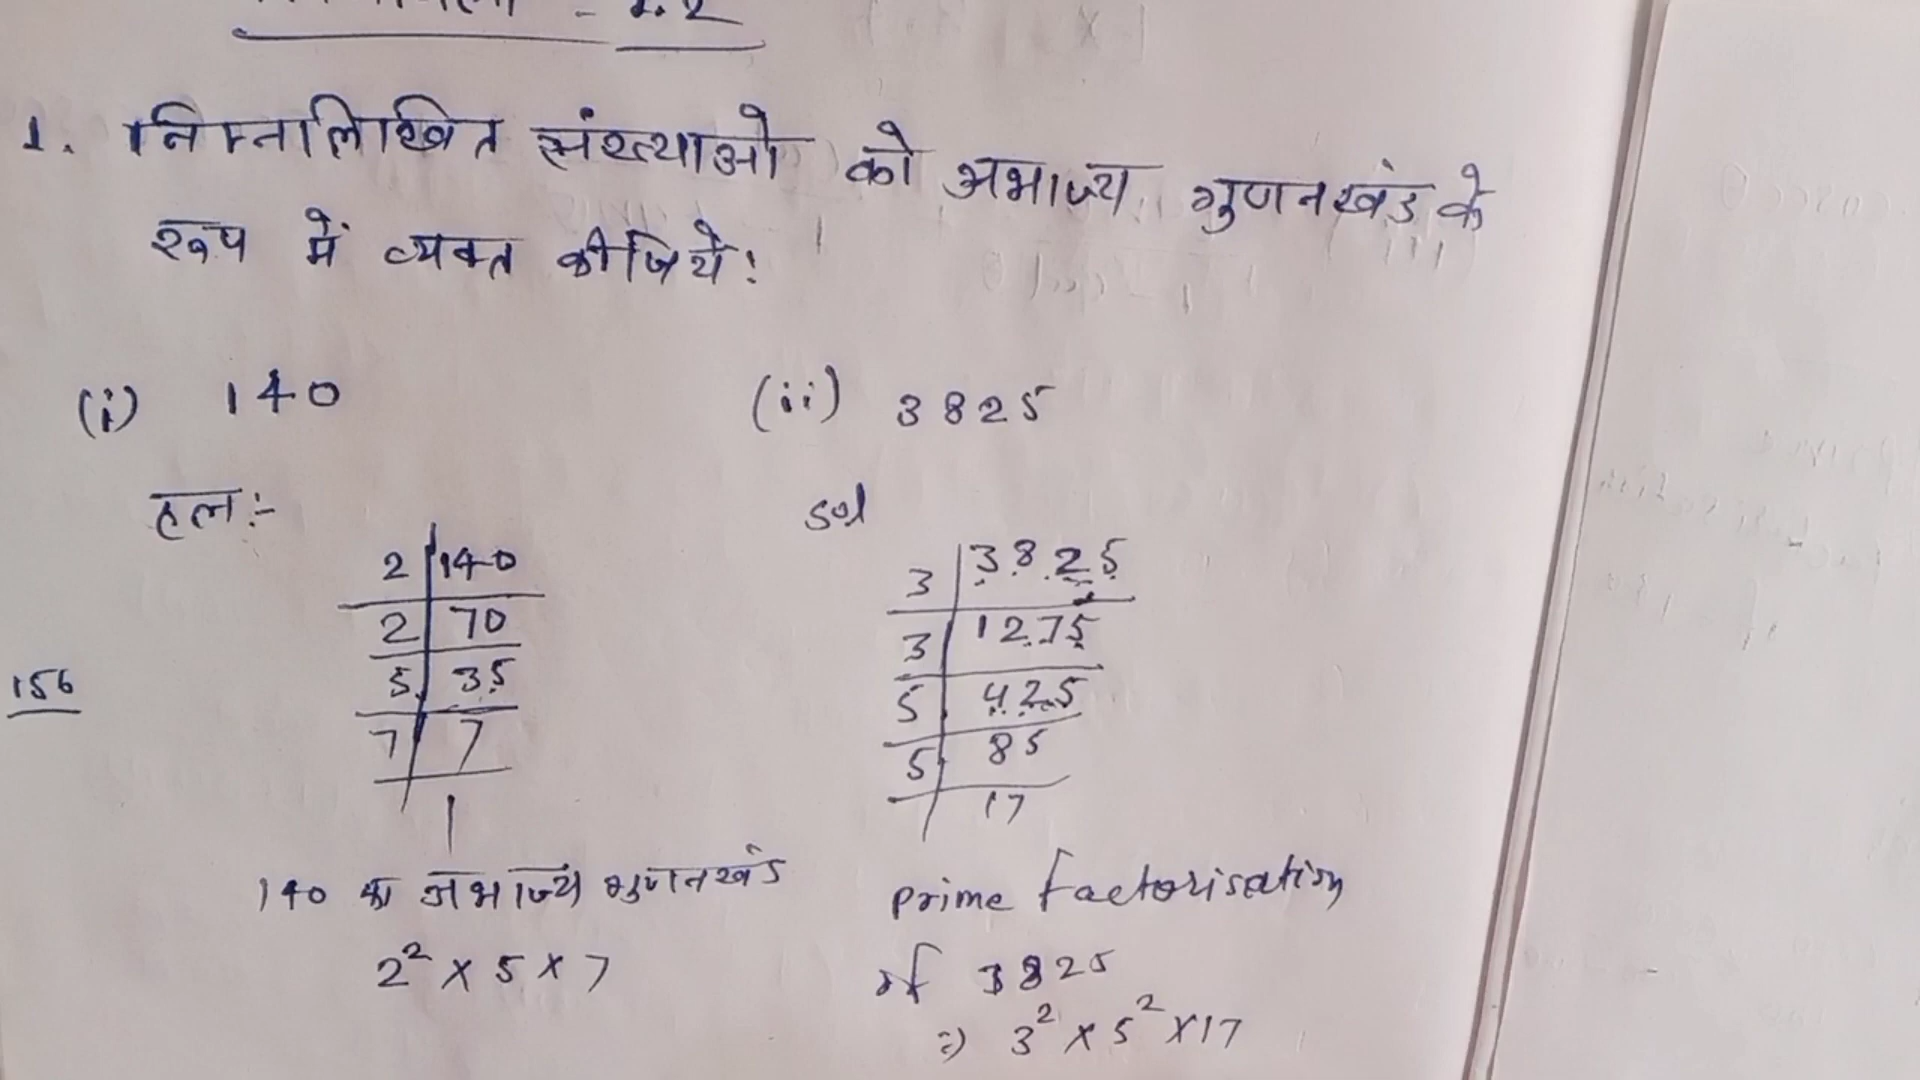 1.2
1. निम्नलिखित संख्याओ को अभाज्य गुणनखंड के
रूप में व्यक्त कीजिये:
(i) 140 (ii) 3825
हल:- Sol
2 | 140 3 | 3825
2 | 70 3 | 1275
5 | 35 5 | 425
7 | 7 5 | 85
1 17
156
140 का अभाज्य गुणनखंड prime factorisation
2² × 5 × 7 of 3825
=) 3² × 5² × 17